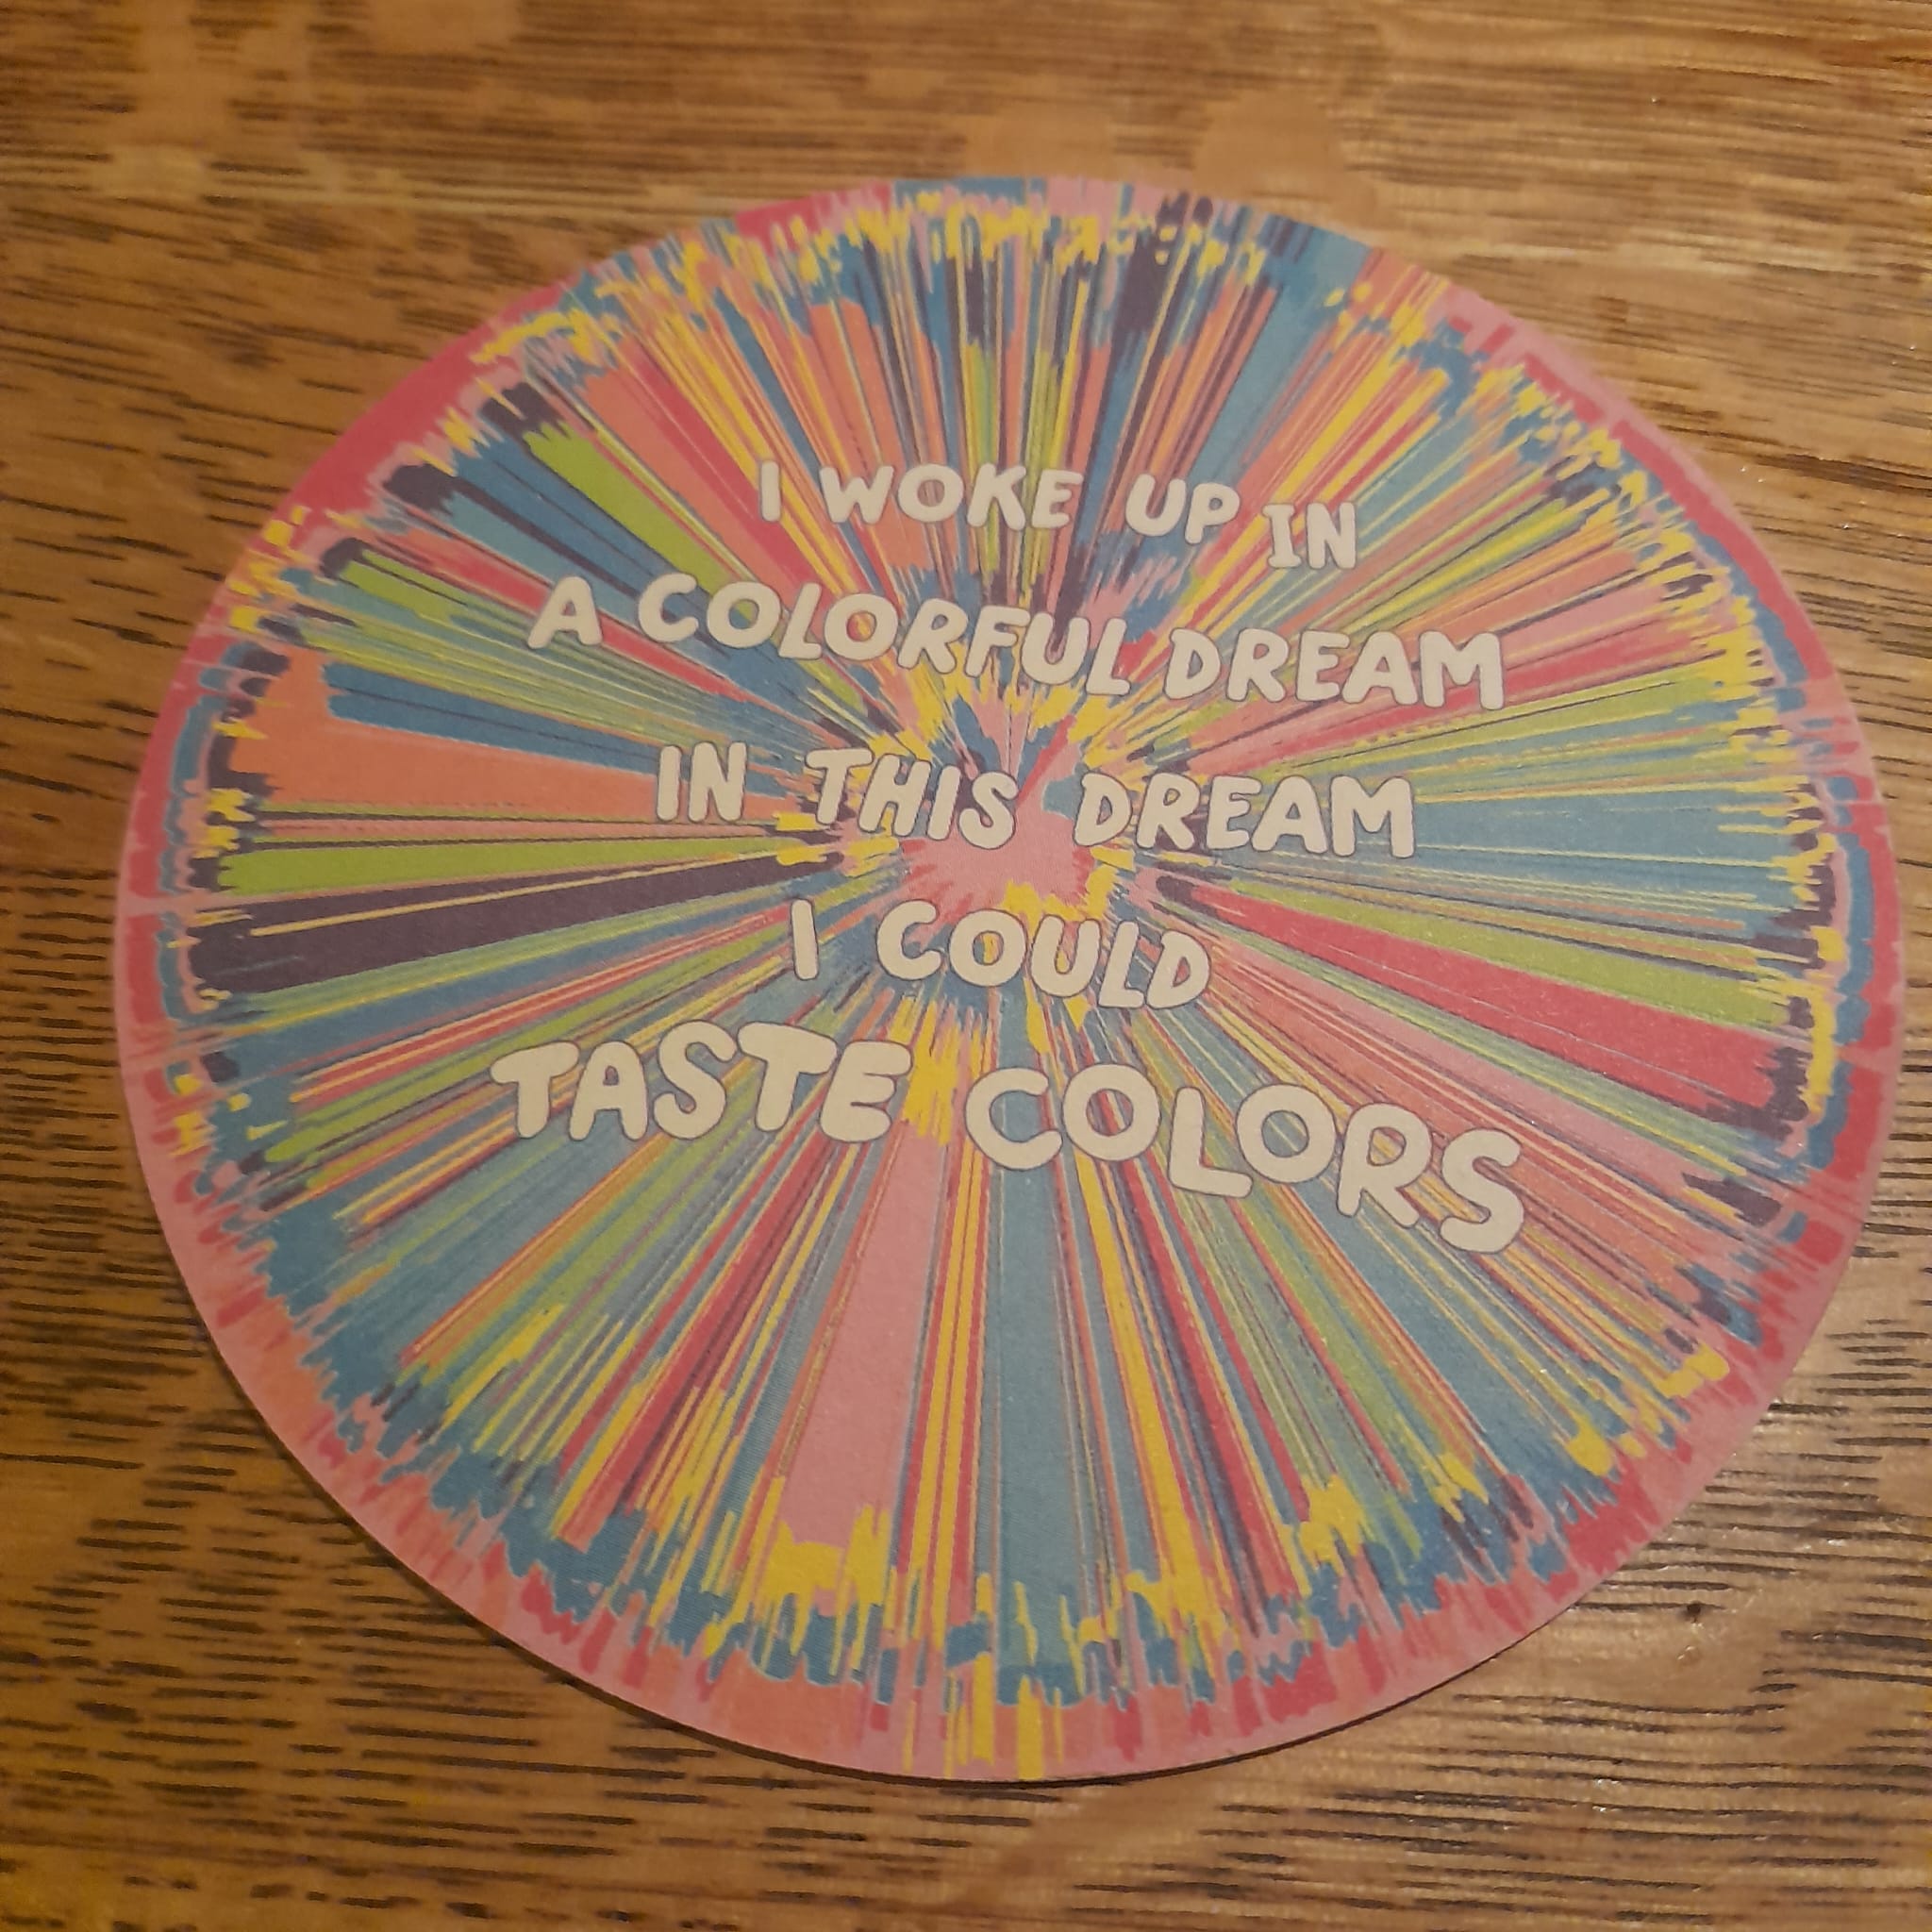 I WOKE UP IN
A COLORFUL DREAM
IN THIS DREAM
I COULD
TASTE COLORS